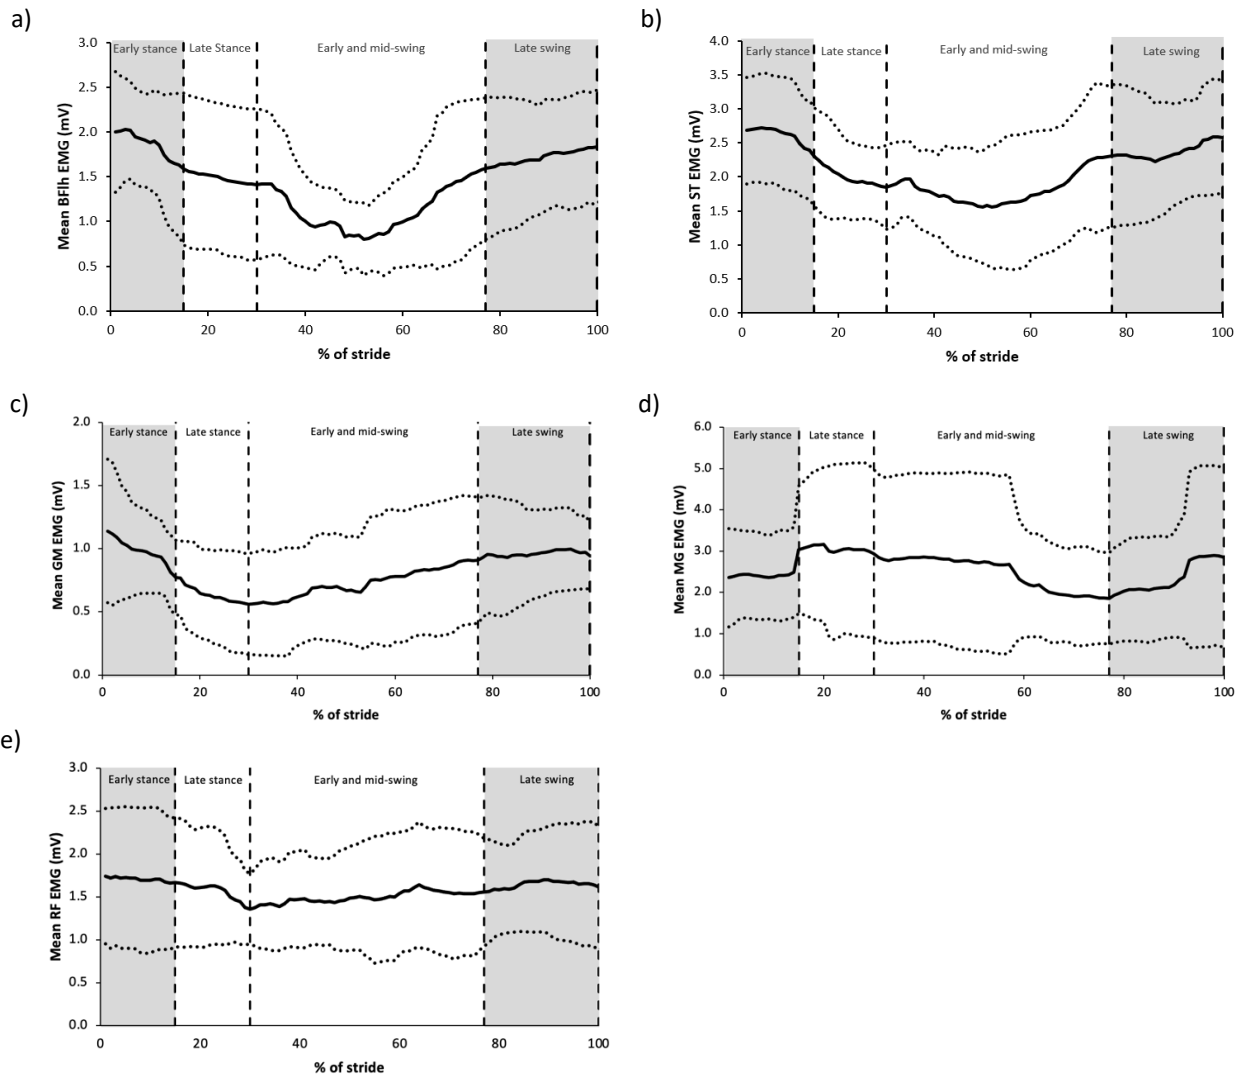 a)
3.0
2.5
2.0
1.5
1.0
0.5
0.0
Mean BFlh EMG (mV)
Early stance
Late Stance
Early and mid-swing
Late swing
0
20
40
60
80
100
% of stride
b)
4.0
3.5
3.0
2.5
2.0
1.5
1.0
0.5
0.0
Mean ST EMG (mV)
Early stance
Late stance
Early and mid-swing
Late swing
0
20
40
60
80
100
% of stride
c)
2.0
1.5
1.0
0.5
0.0
Mean GM EMG (mV)
Early stance
Late stance
Early and mid-swing
Late swing
0
20
40
60
80
100
% of stride
d)
6.0
5.0
4.0
3.0
2.0
1.0
0.0
Mean MG EMG (mV)
Early stance
Late stance
Early and mid-swing
Late swing
0
20
40
60
80
100
% of stride
e)
3.0
2.5
2.0
1.5
1.0
0.5
0.0
Mean RF EMG (mV)
Early stance
Late stance
Early and mid-swing
Late swing
0
20
40
60
80
100
% of stride